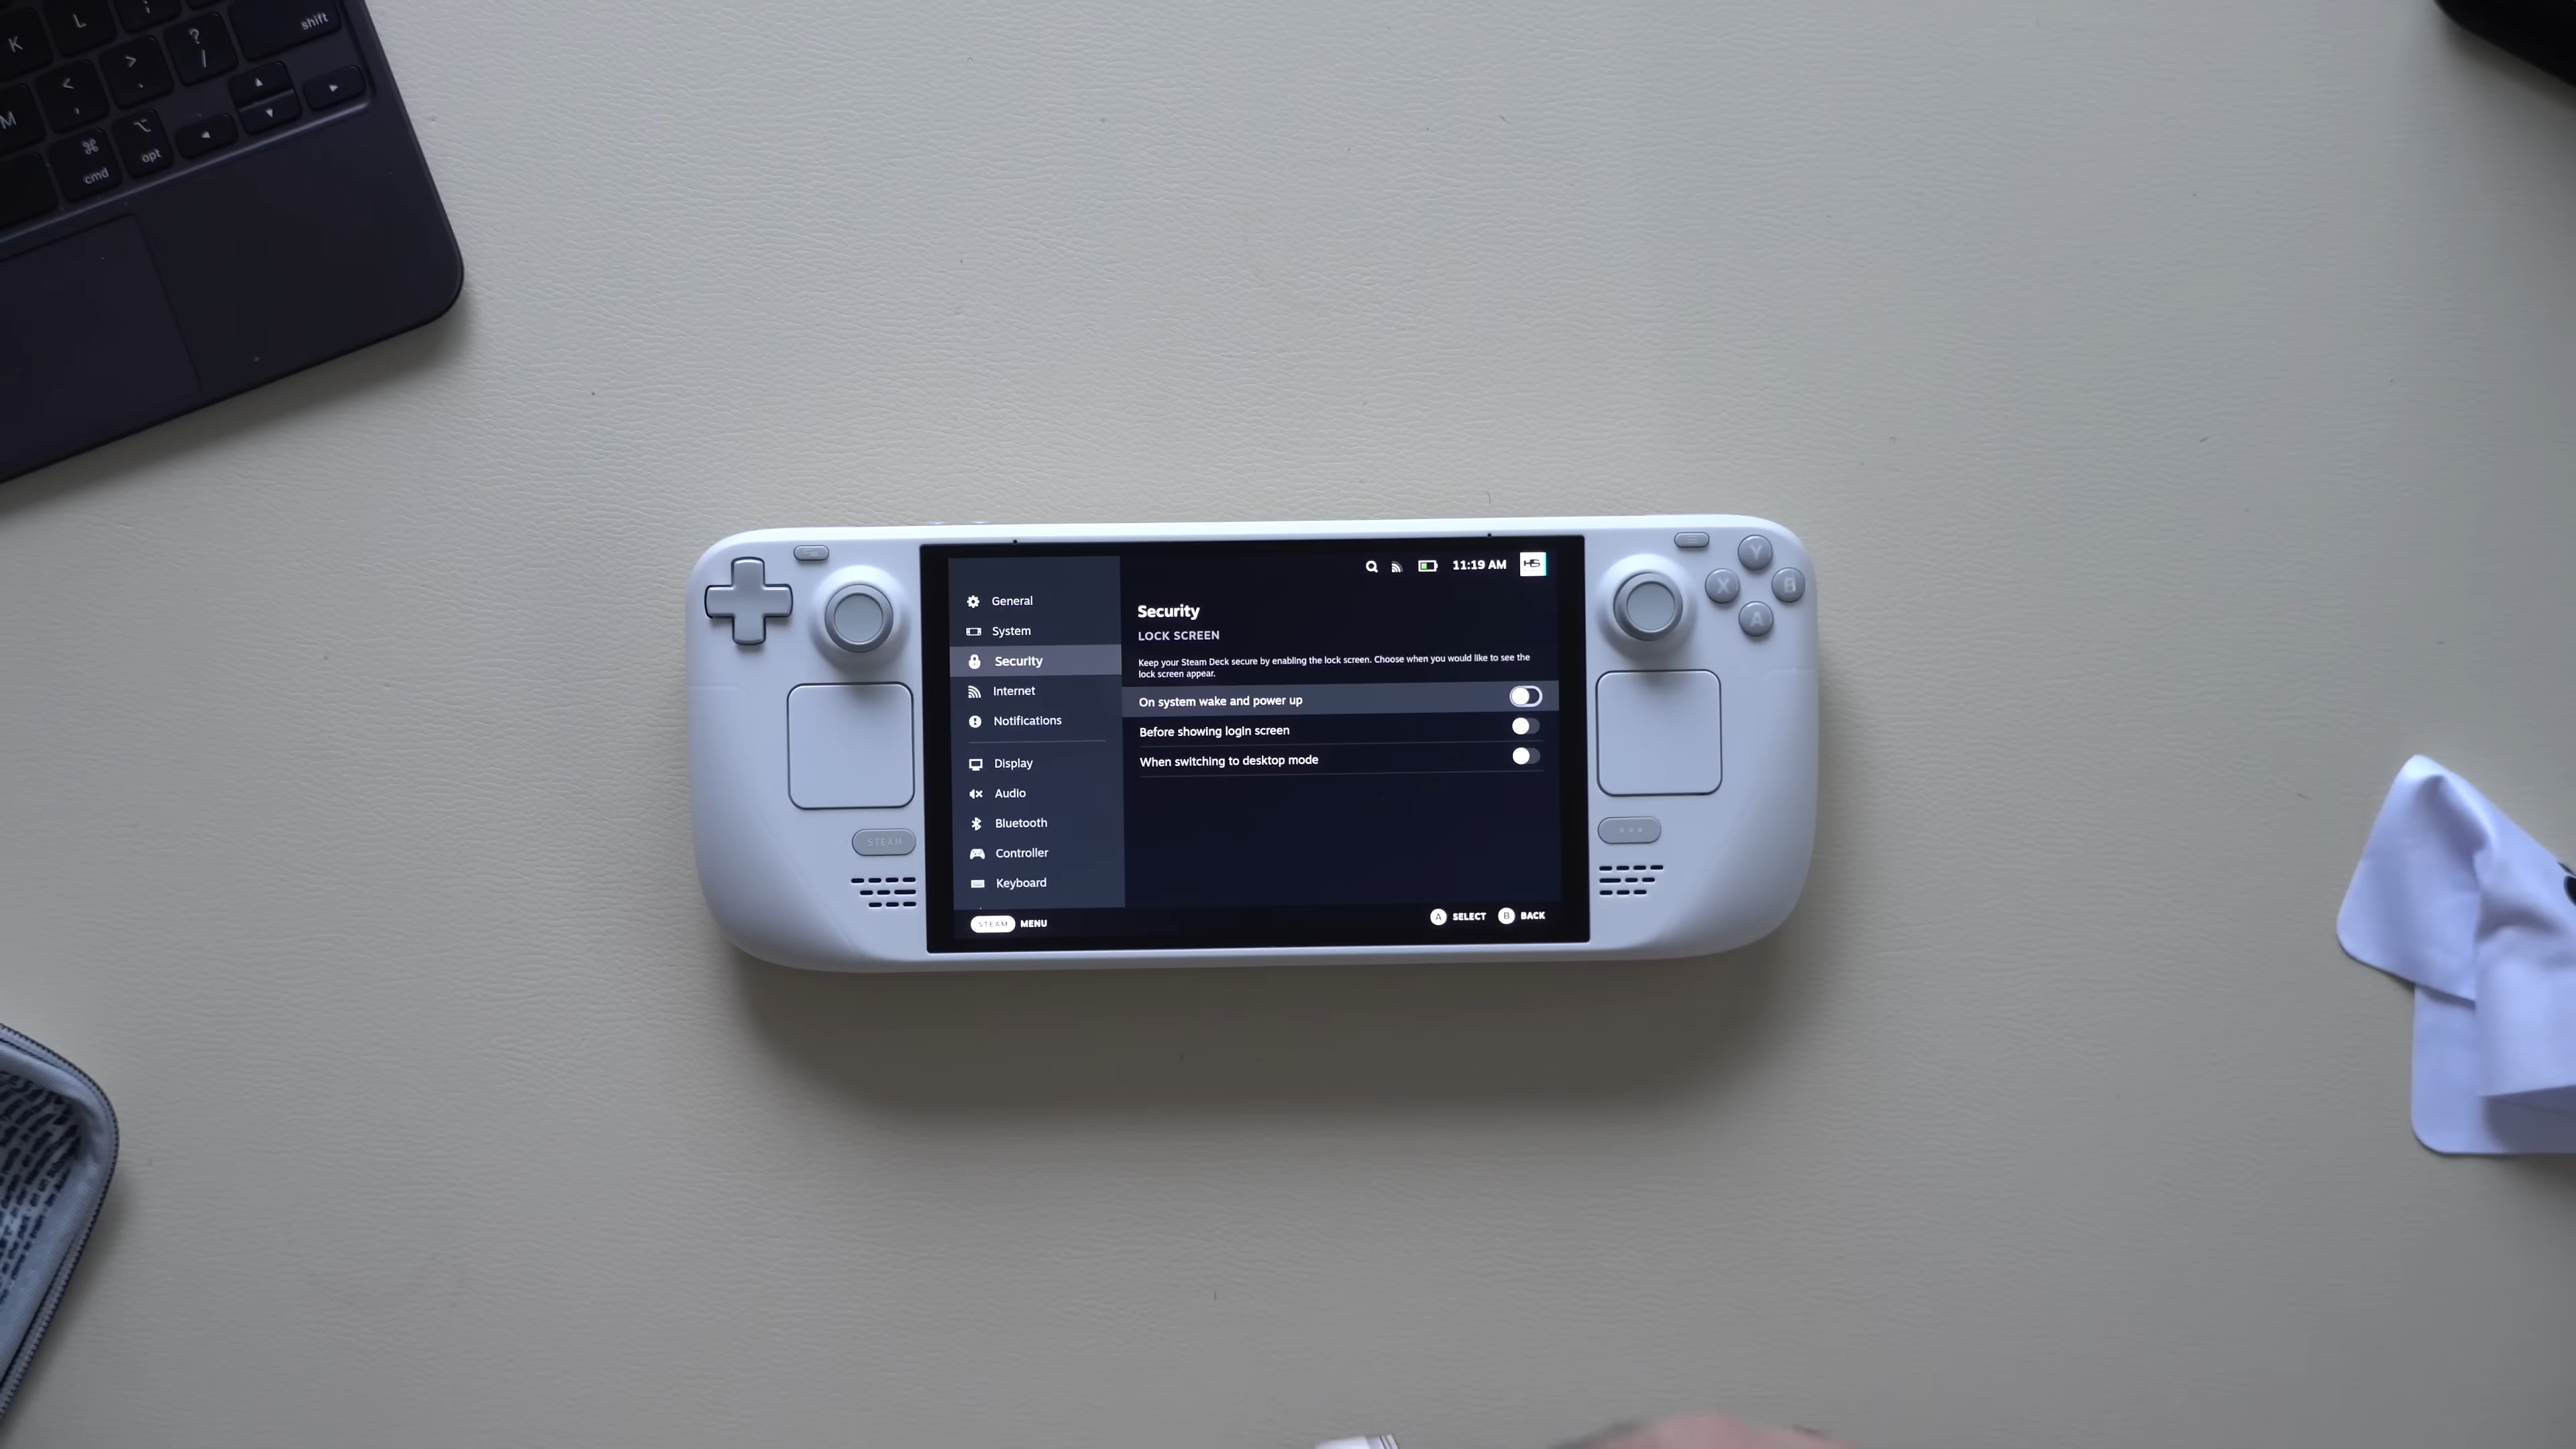 K
L
?
/
shift
M
<
,
>
.
⌘
cmd
⌥
opt
Y
X
B
A
STEAM
11:19 AM
HS
General
System
Security
Internet
Notifications
Display
Audio
Bluetooth
Controller
Keyboard
Security
LOCK SCREEN
Keep your Steam Deck secure by enabling the lock screen. Choose when you would like to see the
lock screen appear.
On system wake and power up
Before showing login screen
When switching to desktop mode
STEAM MENU
A SELECT B BACK